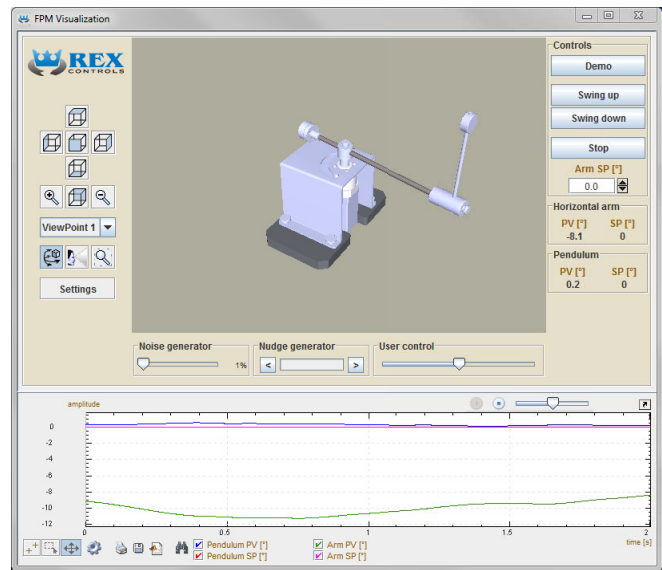 FPM Visualization
REX
CONTROLS
ViewPoint 1
Settings
Controls
Demo
Swing up
Swing down
Stop
Arm SP [°]
0.0
Horizontal arm
PV [°] SP [°]
-8.1 0
Pendulum
PV [°] SP [°]
0.2 0
Noise generator
1%
Nudge generator
< >
User control
amplitude
0
-2
-4
-6
-8
-10
-12
0 0.5 1 1.5 2
time [s]
Pendulum PV [°] Arm PV [°]
Pendulum SP [°] Arm SP [°]